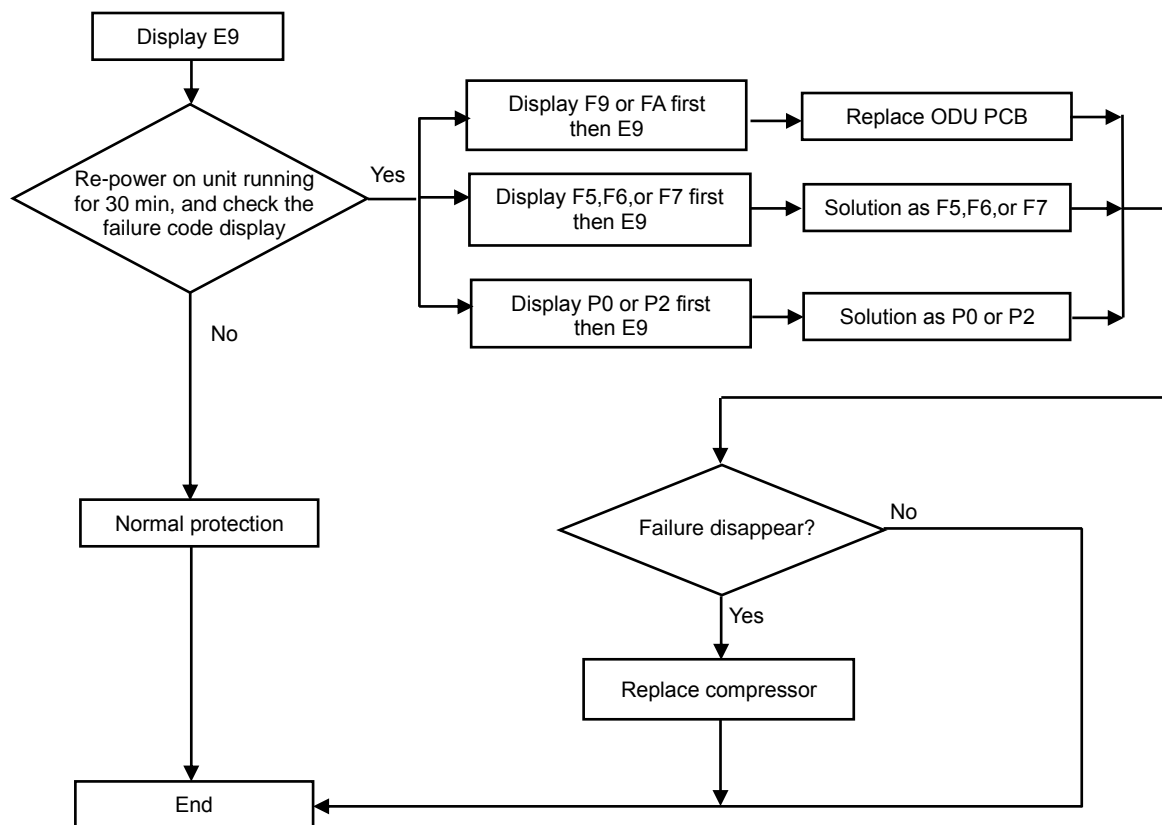 Display E9
Re-power on unit running
for 30 min, and check the
failure code display
Yes
No
Display F9 or FA first
then E9
Replace ODU PCB
Display F5,F6,or F7 first
then E9
Solution as F5,F6,or F7
Display P0 or P2 first
then E9
Solution as P0 or P2
Normal protection
Failure disappear?
No
Yes
Replace compressor
End